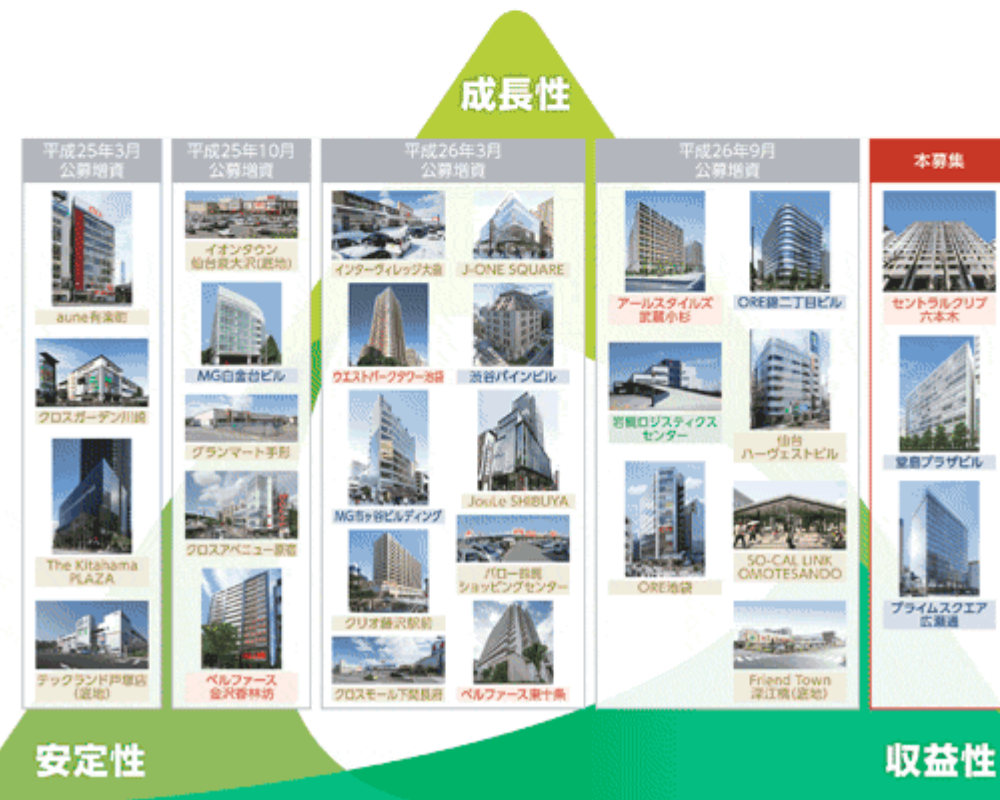 成長性
平成25年3月
公募増資
aune有楽町
クロスガーデン川崎
The Kitahama
PLAZA
テックランド戸塚店
(底地)
平成25年10月
公募増資
イオンタウン
仙台泉大沢(底地)
MG白金台ビル
グランマート手形
クロスアベニュー原宿
ベルファース
金沢香林坊
平成26年3月
公募増資
インターヴィレッジ大曲
J-ONE SQUARE
ウエストパークタワー池袋
渋谷パインビル
MG市ヶ谷ビルディング
JouLe SHIBUYA
クリオ藤沢駅前
バロー鈴鹿
ショッピングセンター
クロスモール下関長府
ベルファース東十条
平成26年9月
公募増資
アールスタイルズ
武蔵小杉
ORE錦二丁目ビル
岩槻ロジスティクス
センター
仙台
ハーヴェストビル
ORE池袋
SO-CAL LINK
OMOTESANDO
Friend Town
深江橋(底地)
本募集
セントラルクリブ
六本木
堂島プラザビル
プライムスクエア
広瀬通
安定性
収益性